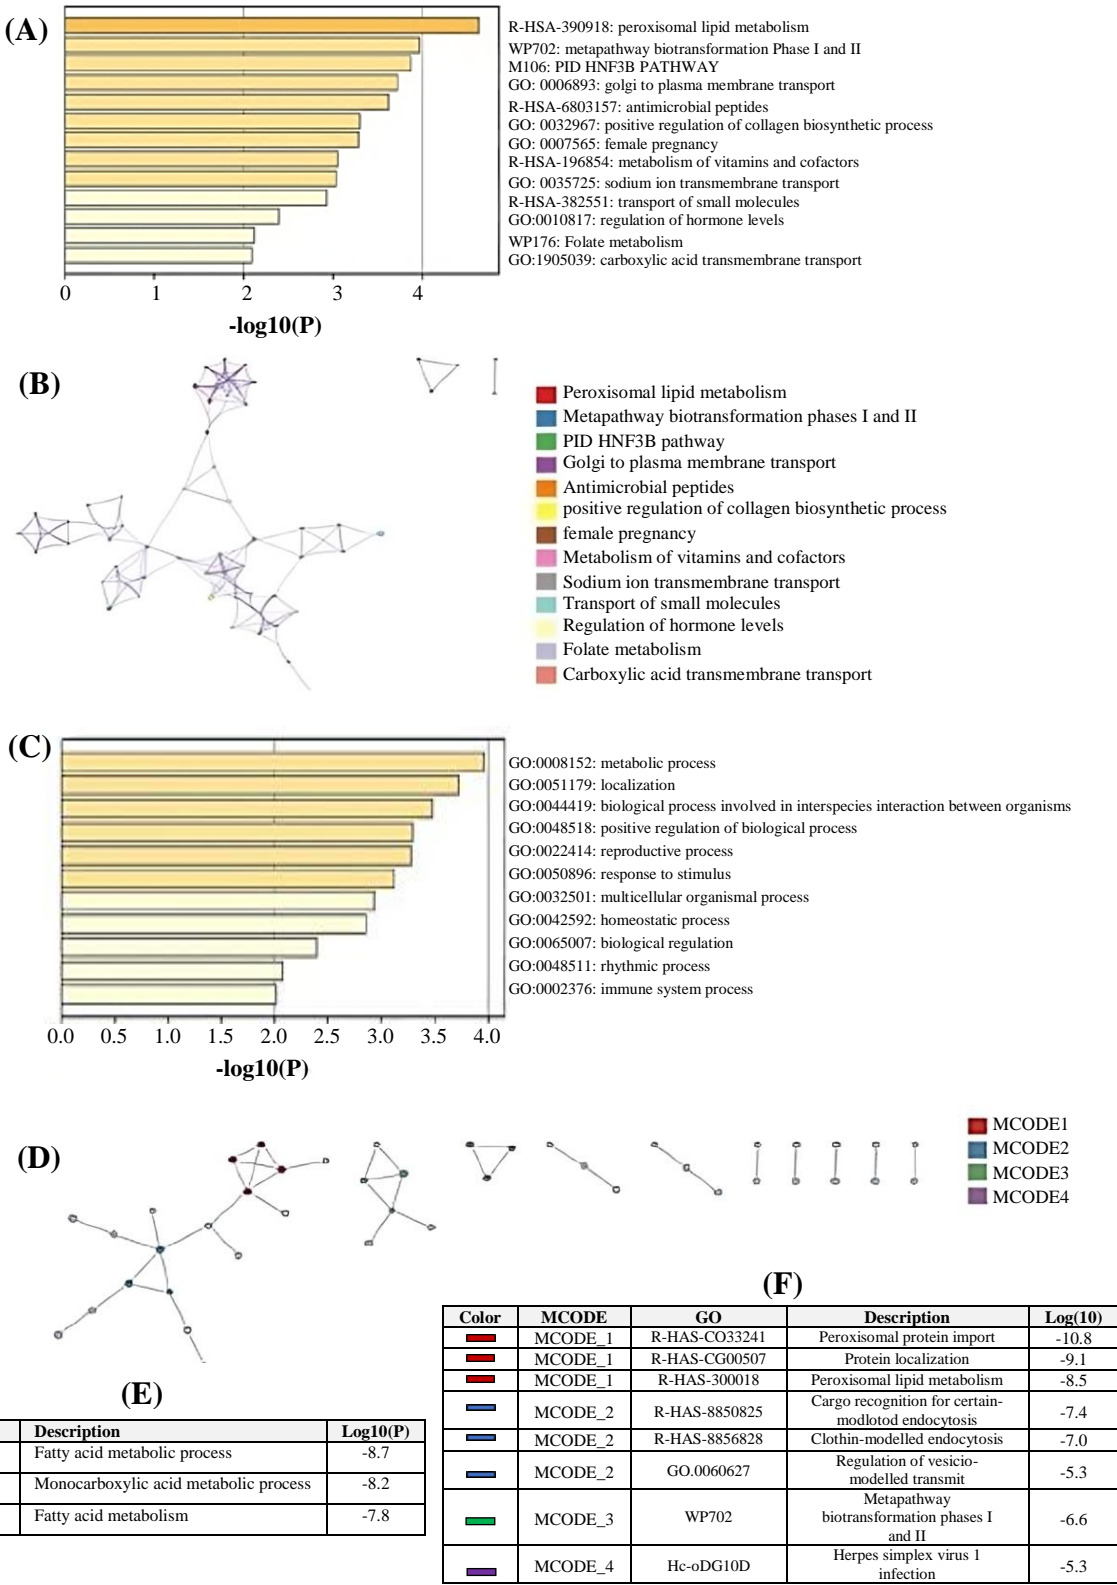 (A)
R-HSA-390918: peroxisomal lipid metabolism
WP702: metapathway biotransformation Phase I and II
M106: PID HNF3B PATHWAY
GO: 0006893: golgi to plasma membrane transport
R-HSA-6803157: antimicrobial peptides
GO: 0032967: positive regulation of collagen biosynthetic process
GO: 0007565: female pregnancy
R-HSA-196854: metabolism of vitamins and cofactors
GO: 0035725: sodium ion transmembrane transport
R-HSA-382551: transport of small molecules
GO:0010817: regulation of hormone levels
WP176: Folate metabolism
GO:1905039: carboxylic acid transmembrane transport
0 1 2 3 4
-log10(P)
(B)
Peroxisomal lipid metabolism
Metapathway biotransformation phases I and II
PID HNF3B pathway
Golgi to plasma membrane transport
Antimicrobial peptides
positive regulation of collagen biosynthetic process
female pregnancy
Metabolism of vitamins and cofactors
Sodium ion transmembrane transport
Transport of small molecules
Regulation of hormone levels
Folate metabolism
Carboxylic acid transmembrane transport
(C)
GO:0008152: metabolic process
GO:0051179: localization
GO:0044419: biological process involved in interspecies interaction between organisms
GO:0048518: positive regulation of biological process
GO:0022414: reproductive process
GO:0050896: response to stimulus
GO:0032501: multicellular organismal process
GO:0042592: homeostatic process
GO:0065007: biological regulation
GO:0048511: rhythmic process
GO:0002376: immune system process
0.0 0.5 1.0 1.5 2.0 2.5 3.0 3.5 4.0
-log10(P)
(D)
MCODE1
MCODE2
MCODE3
MCODE4
(E)
Description Log10(P)
Fatty acid metabolic process -8.7
Monocarboxylic acid metabolic process -8.2
Fatty acid metabolism -7.8
(F)
Color MCODE GO Description Log(10)
MCODE_1 R-HAS-CO33241 Peroxisomal protein import -10.8
MCODE_1 R-HAS-CG00507 Protein localization -9.1
MCODE_1 R-HAS-300018 Peroxisomal lipid metabolism -8.5
MCODE_2 R-HAS-8850825 Cargo recognition for certain-
modlotod endocytosis -7.4
MCODE_2 R-HAS-8856828 Clothin-modelled endocytosis -7.0
MCODE_2 GO.0060627 Regulation of vesicio-
modelled transmit -5.3
MCODE_3 WP702 Metapathway
biotransformation phases I
and II -6.6
MCODE_4 Hc-oDG10D Herpes simplex virus 1
infection -5.3